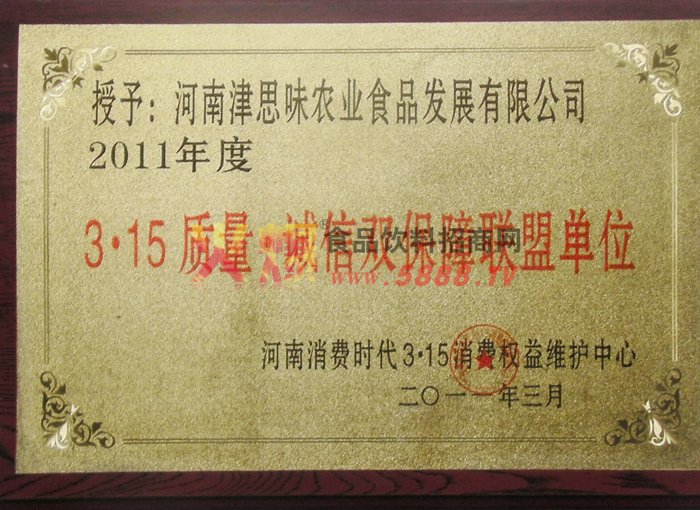 授予：河南津思味农业食品发展有限公司
2011年度
3·15质量·诚信双保障联盟单位
食品饮料招商网
www.5888.TV
河南消费时代3·15消费权益维护中心
二〇一一年三月